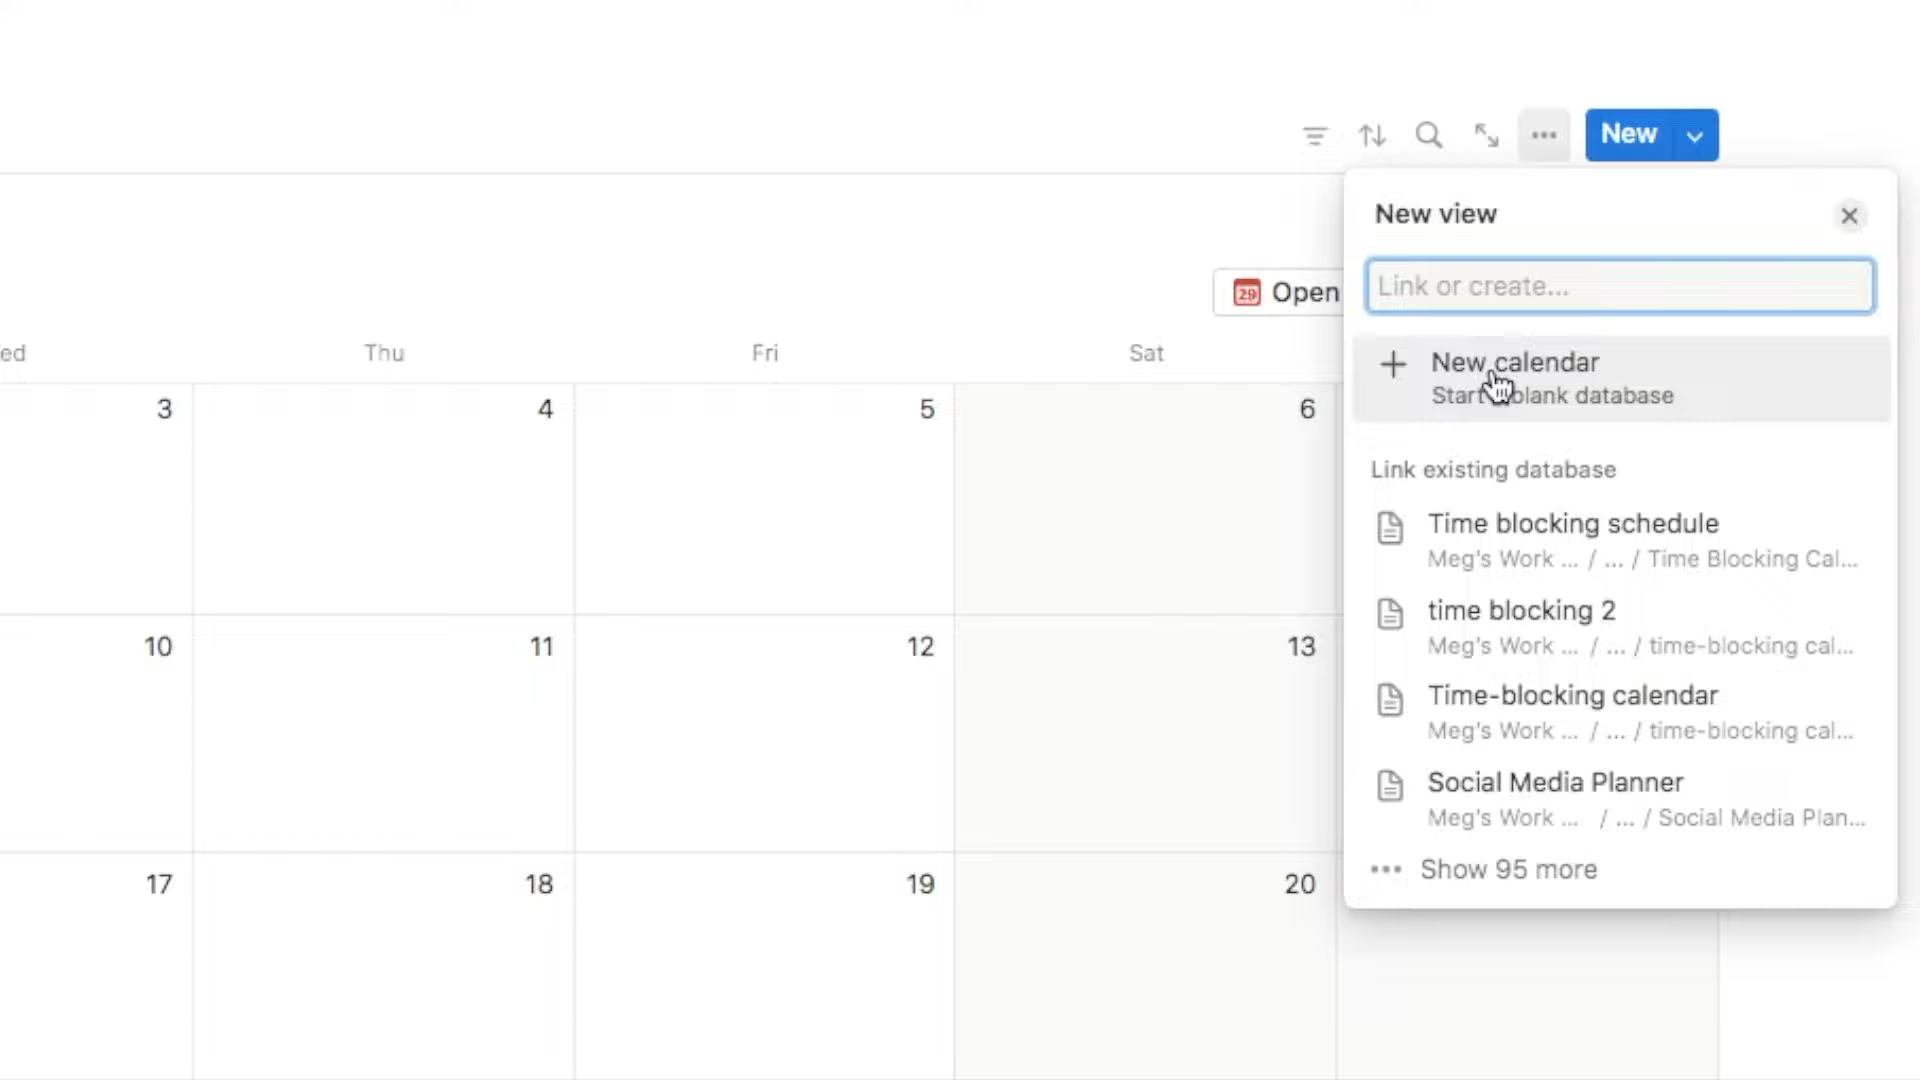 New
New view
Link or create...
29 Open
New calendar
Start blank database
ed Thu Fri Sat
3 4 5 6
Link existing database
Time blocking schedule
Meg's Work ... / ... / Time Blocking Cal...
time blocking 2
Meg's Work ... / ... / time-blocking cal...
10 11 12 13
Time-blocking calendar
Meg's Work ... / ... / time-blocking cal...
Social Media Planner
Meg's Work ... / ... / Social Media Plan...
Show 95 more
17 18 19 20